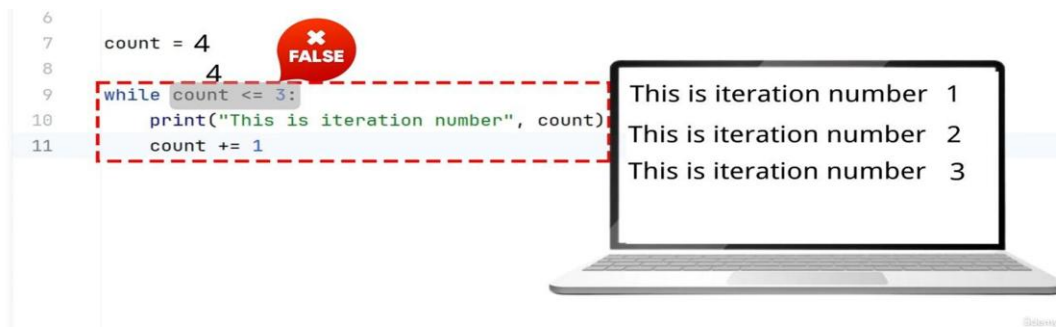 6
7 count = 4
FALSE
8
4
9 while count <= 3:
10 print("This is iteration number", count)
11 count += 1
This is iteration number 1
This is iteration number 2
This is iteration number 3
Udemy